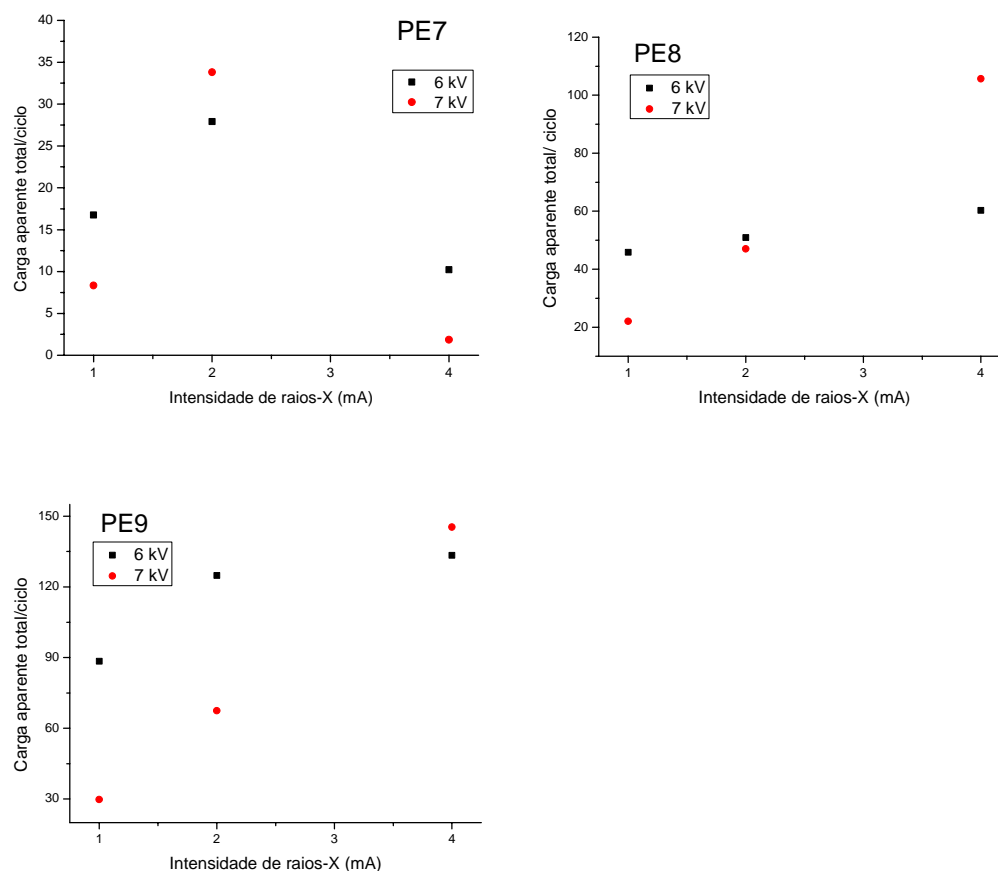 PE7
6 kV
7 kV
Carga aparente total/ciclo
40
35
30
25
20
15
10
5
0
1 2 3 4
Intensidade de raios-X (mA)
PE8
6 kV
7 kV
Carga aparente total/ ciclo
120
100
80
60
40
20
1 2 3 4
Intensidade de raios-X (mA)
PE9
6 kV
7 kV
Carga aparente total/ciclo
150
120
90
60
30
1 2 3 4
Intensidade de raios-X (mA)